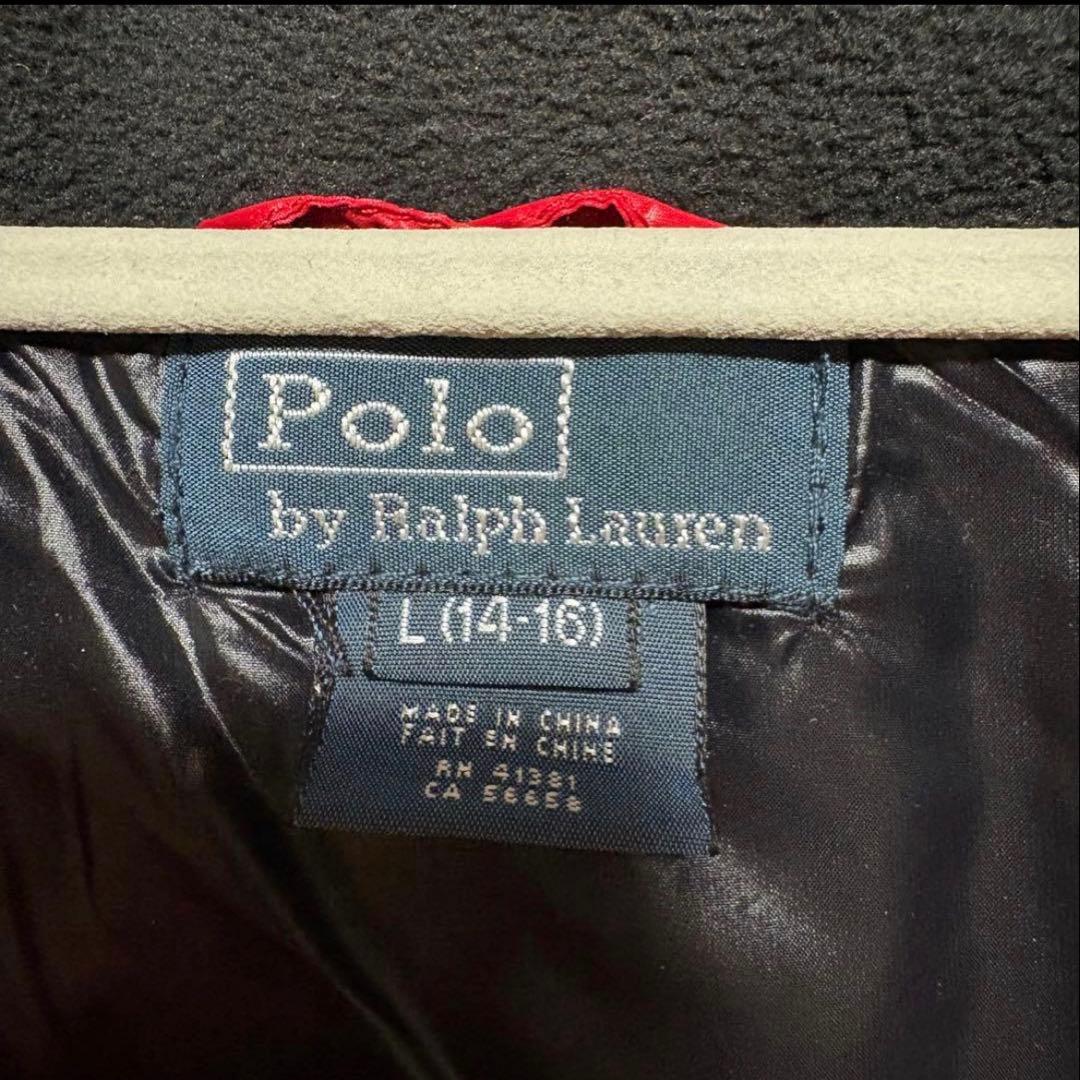 Polo
by Ralph Lauren
L (14-16)
MADE IN CHINA
FAIT EN CHINE
RN 41381
CA 56658